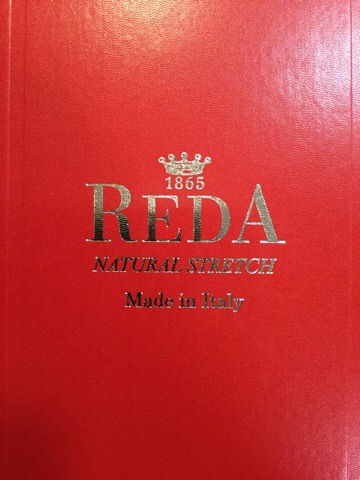 1865
REDA
NATURAL STRETCH
Made in Italy